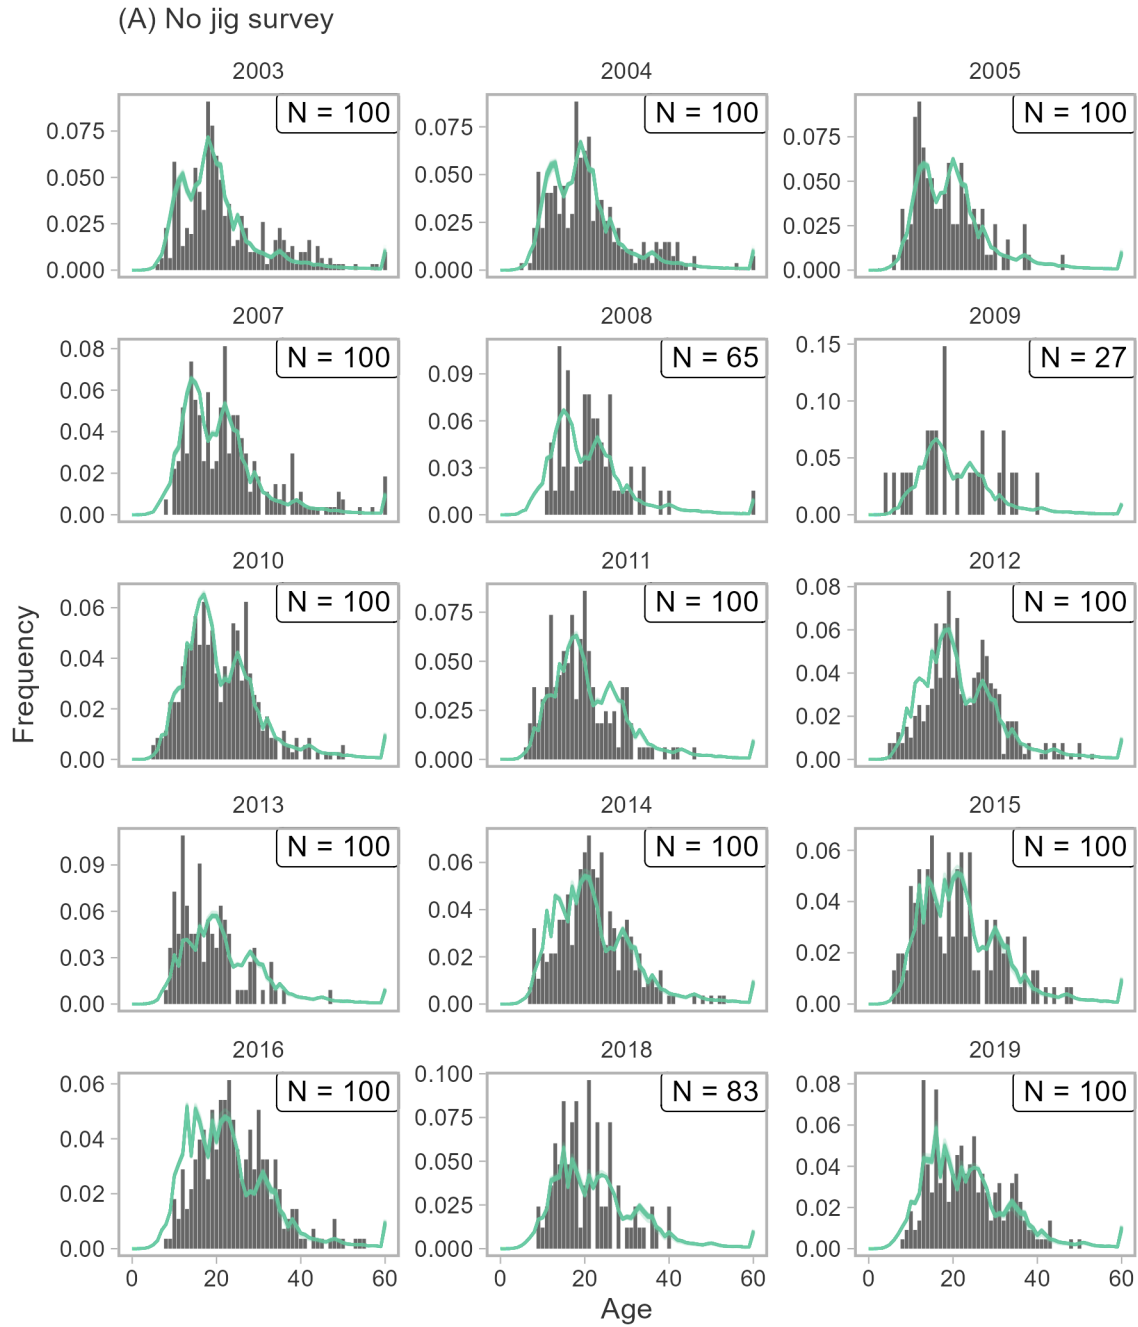 (A) No jig survey
2003 2004 2005
N = 100 N = 100 N = 100
0.075 0.050 0.025 0.000
0.075 0.050 0.025 0.000
0.075 0.050 0.025 0.000
2007 2008 2009
N = 100 N = 65 N = 27
0.08 0.06 0.04 0.02 0.00
0.09 0.06 0.03 0.00
0.15 0.10 0.05 0.00
2010 2011 2012
N = 100 N = 100 N = 100
0.06 0.04 0.02 0.00
0.075 0.050 0.025 0.000
0.08 0.06 0.04 0.02 0.00
Frequency
2013 2014 2015
N = 100 N = 100 N = 100
0.09 0.06 0.03 0.00
0.06 0.04 0.02 0.00
0.06 0.04 0.02 0.00
2016 2018 2019
N = 100 N = 83 N = 100
0.06 0.04 0.02 0.00
0.100 0.075 0.050 0.025 0.000
0.08 0.06 0.04 0.02 0.00
0 20 40 60 0 20 40 60 0 20 40 60
Age